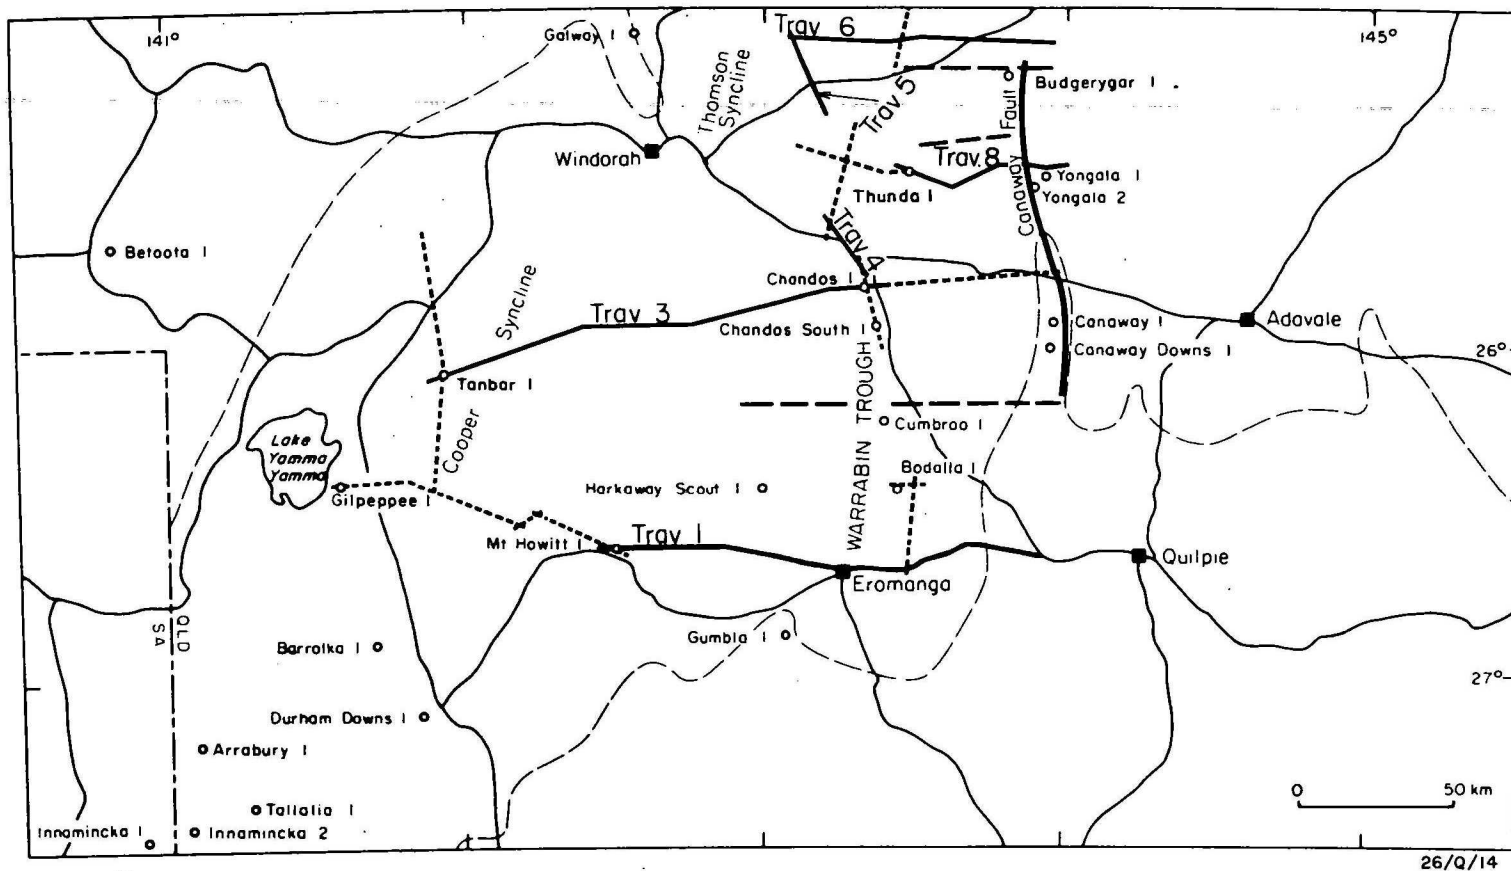 141°
Galway 1
Trav 6
145°
Thomson
Syncline
Trav 5
Fault
Budgerygar 1
Windorah
Trav. 8
Thunda 1
Canaway
Yongala 1
Yongala 2
Betoota 1
Trav 4
Syncline
Chandos 1
Trav 3
Chandos South 1
Canaway 1
Adavale
Canaway Downs 1
26°
Tanbar 1
WARRABIN TROUGH
Cooper
Cumbroo 1
Lake
Yamma
Yamma
Gilpeppee 1
Harkaway Scout 1
Bodalla 1
Mt Howitt 1
Trav. 1
Quilpie
Eromanga
QLD
SA
Barrolka 1
Gumbla 1
27°
Durham Downs 1
Arrabury 1
Tallalia 1
Innamincka 1
Innamincka 2
0
50 km
26/Q/14